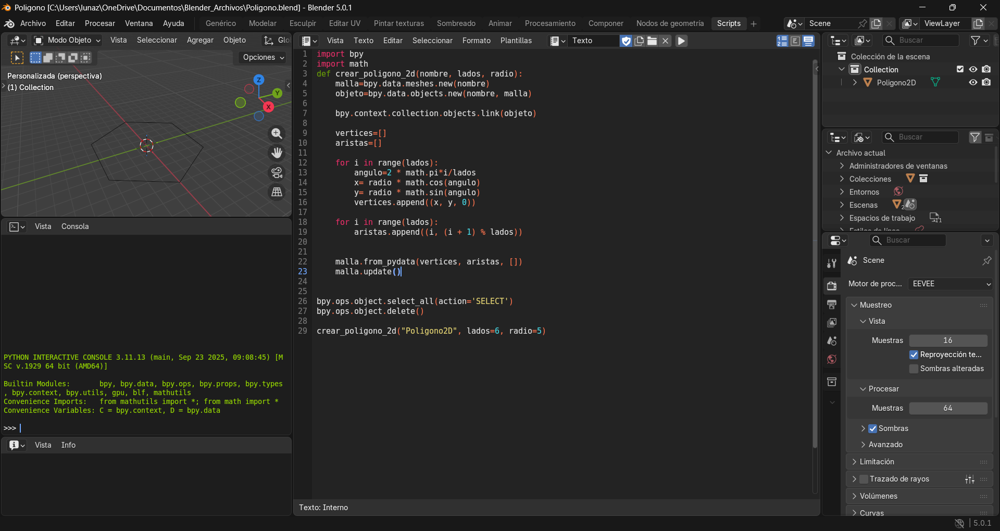 Poligono [C:\Users\lunaz\OneDrive\Documentos\Blender_Archivos\Poligono.blend] - Blender 5.0.1
Archivo Editar Procesar Ventana Ayuda Genérico Modelar Esculpir Editar UV Pintar texturas Sombreado Animar Procesamiento Componer Nodos de geometría Scripts + Scene ViewLayer
Modo Objeto Vista Seleccionar Agregar Objeto Glo
Opciones
Personalizada (perspectiva)
(1) Collection
Z
Y
X
Vista Consola
PYTHON INTERACTIVE CONSOLE 3.11.13 (main, Sep 23 2025, 09:08:45) [M
SC v.1929 64 bit (AMD64)]
Builtin Modules: bpy, bpy.data, bpy.ops, bpy.props, bpy.types
, bpy.context, bpy.utils, gpu, blf, mathutils
Convenience Imports: from mathutils import *; from math import *
Convenience Variables: C = bpy.context, D = bpy.data
>>>
Vista Info
Vista Texto Editar Seleccionar Formato Plantillas Texto
1 import bpy
2 import math
3 def crear_poligono_2d(nombre, lados, radio):
4     malla=bpy.data.meshes.new(nombre)
5     objeto=bpy.data.objects.new(nombre, malla)
6
7     bpy.context.collection.objects.link(objeto)
8
9     vertices=[]
10     aristas=[]
11
12     for i in range(lados):
13         angulo=2 * math.pi*i/lados
14         x= radio * math.cos(angulo)
15         y= radio * math.sin(angulo)
16         vertices.append((x, y, 0))
17
18     for i in range(lados):
19         aristas.append((i, (i + 1) % lados))
20
21
22     malla.from_pydata(vertices, aristas, [])
23     malla.update()
24
25
26 bpy.ops.object.select_all(action='SELECT')
27 bpy.ops.object.delete()
28
29 crear_poligono_2d("Poligono2D", lados=6, radio=5)
Texto: Interno
Buscar
Colección de la escena
Collection
Poligono2D
Buscar
Archivo actual
Administradores de ventanas
Colecciones
Entornos
Escenas 2
Espacios de trabajo 11
Estilos de línea
Buscar
Scene
Motor de proc... EEVEE
Muestreo
Vista
Muestras 16
Reproyección te...
Sombras alteradas
Procesar
Muestras 64
Sombras
Avanzado
Limitación
Trazado de rayos
Volúmenes
Curvas
5.0.1